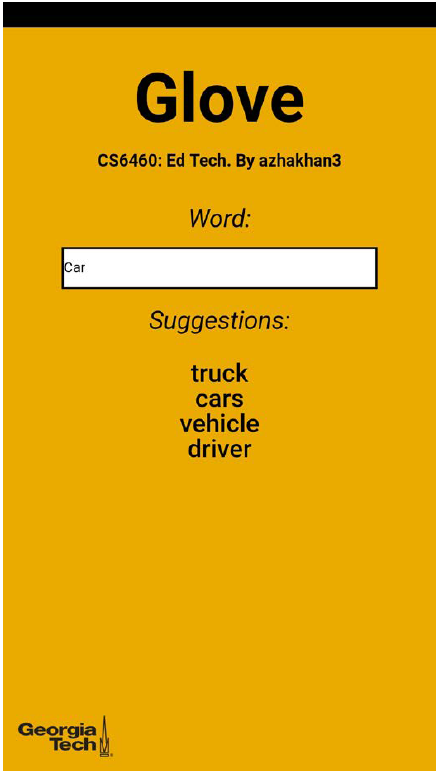 Glove
CS6460: Ed Tech. By azhakhan3
Word:
Car
Suggestions:
truck
cars
vehicle
driver
Georgia
Tech